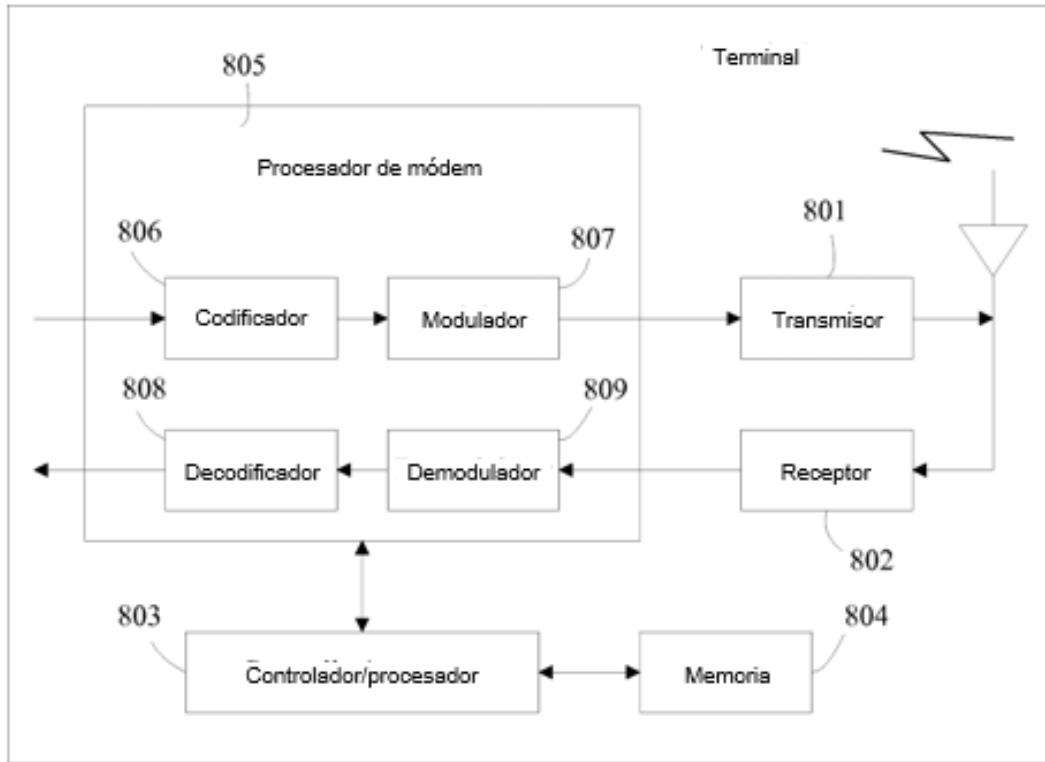 Terminal
805
Procesador de módem
806
807
801
Codificador
Modulador
Transmisor
808
809
Decodificador
Demodulador
Receptor
802
803
804
Controlador/procesador
Memoria